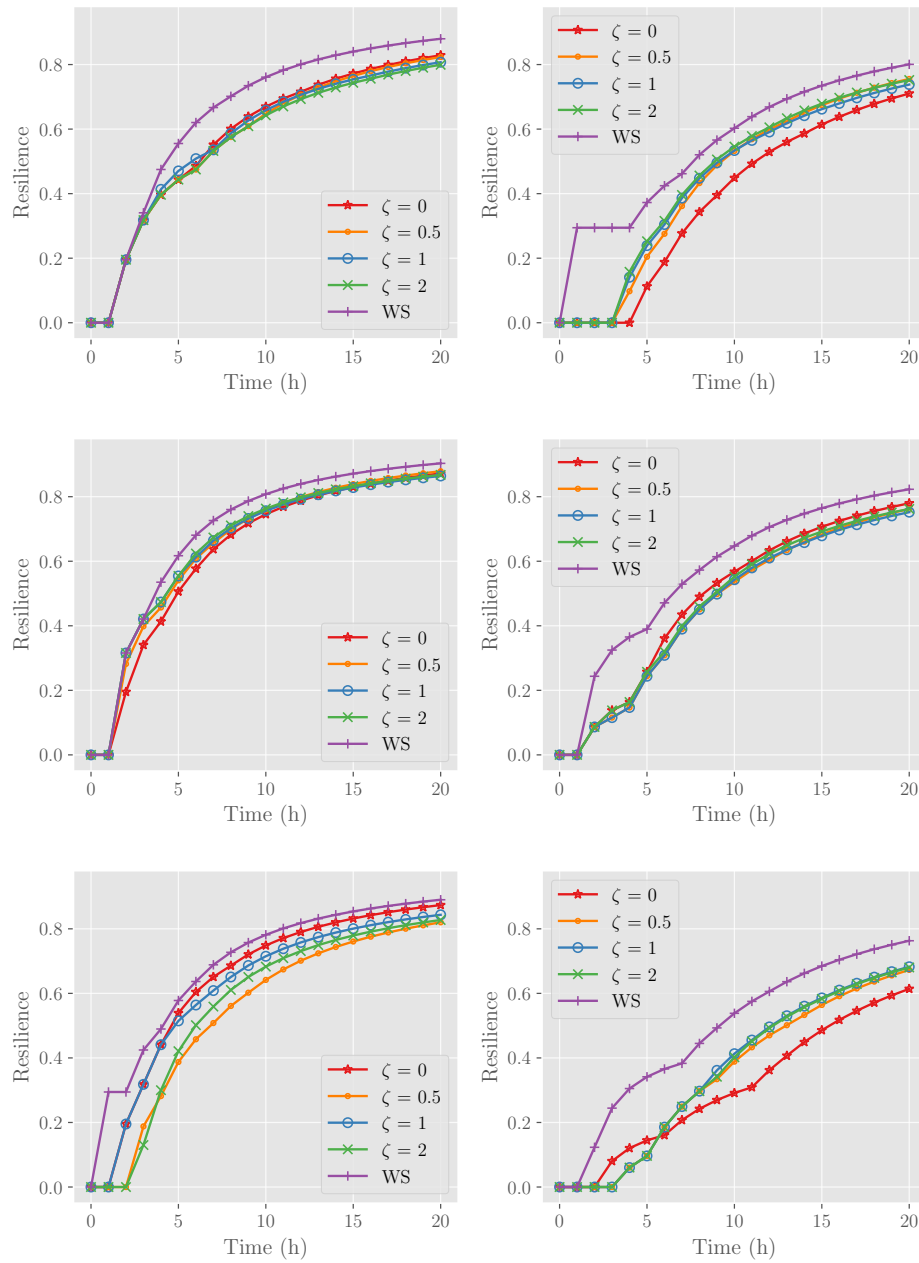 Resilience
0.8
0.6
0.4
0.2
0.0
ζ = 0
ζ = 0.5
ζ = 1
ζ = 2
WS
0 5 10 15 20
Time (h)
Resilience
0.8
0.6
0.4
0.2
0.0
ζ = 0
ζ = 0.5
ζ = 1
ζ = 2
WS
0 5 10 15 20
Time (h)
Resilience
0.8
0.6
0.4
0.2
0.0
ζ = 0
ζ = 0.5
ζ = 1
ζ = 2
WS
0 5 10 15 20
Time (h)
Resilience
0.8
0.6
0.4
0.2
0.0
ζ = 0
ζ = 0.5
ζ = 1
ζ = 2
WS
0 5 10 15 20
Time (h)
Resilience
0.8
0.6
0.4
0.2
0.0
ζ = 0
ζ = 0.5
ζ = 1
ζ = 2
WS
0 5 10 15 20
Time (h)
Resilience
0.8
0.6
0.4
0.2
0.0
ζ = 0
ζ = 0.5
ζ = 1
ζ = 2
WS
0 5 10 15 20
Time (h)